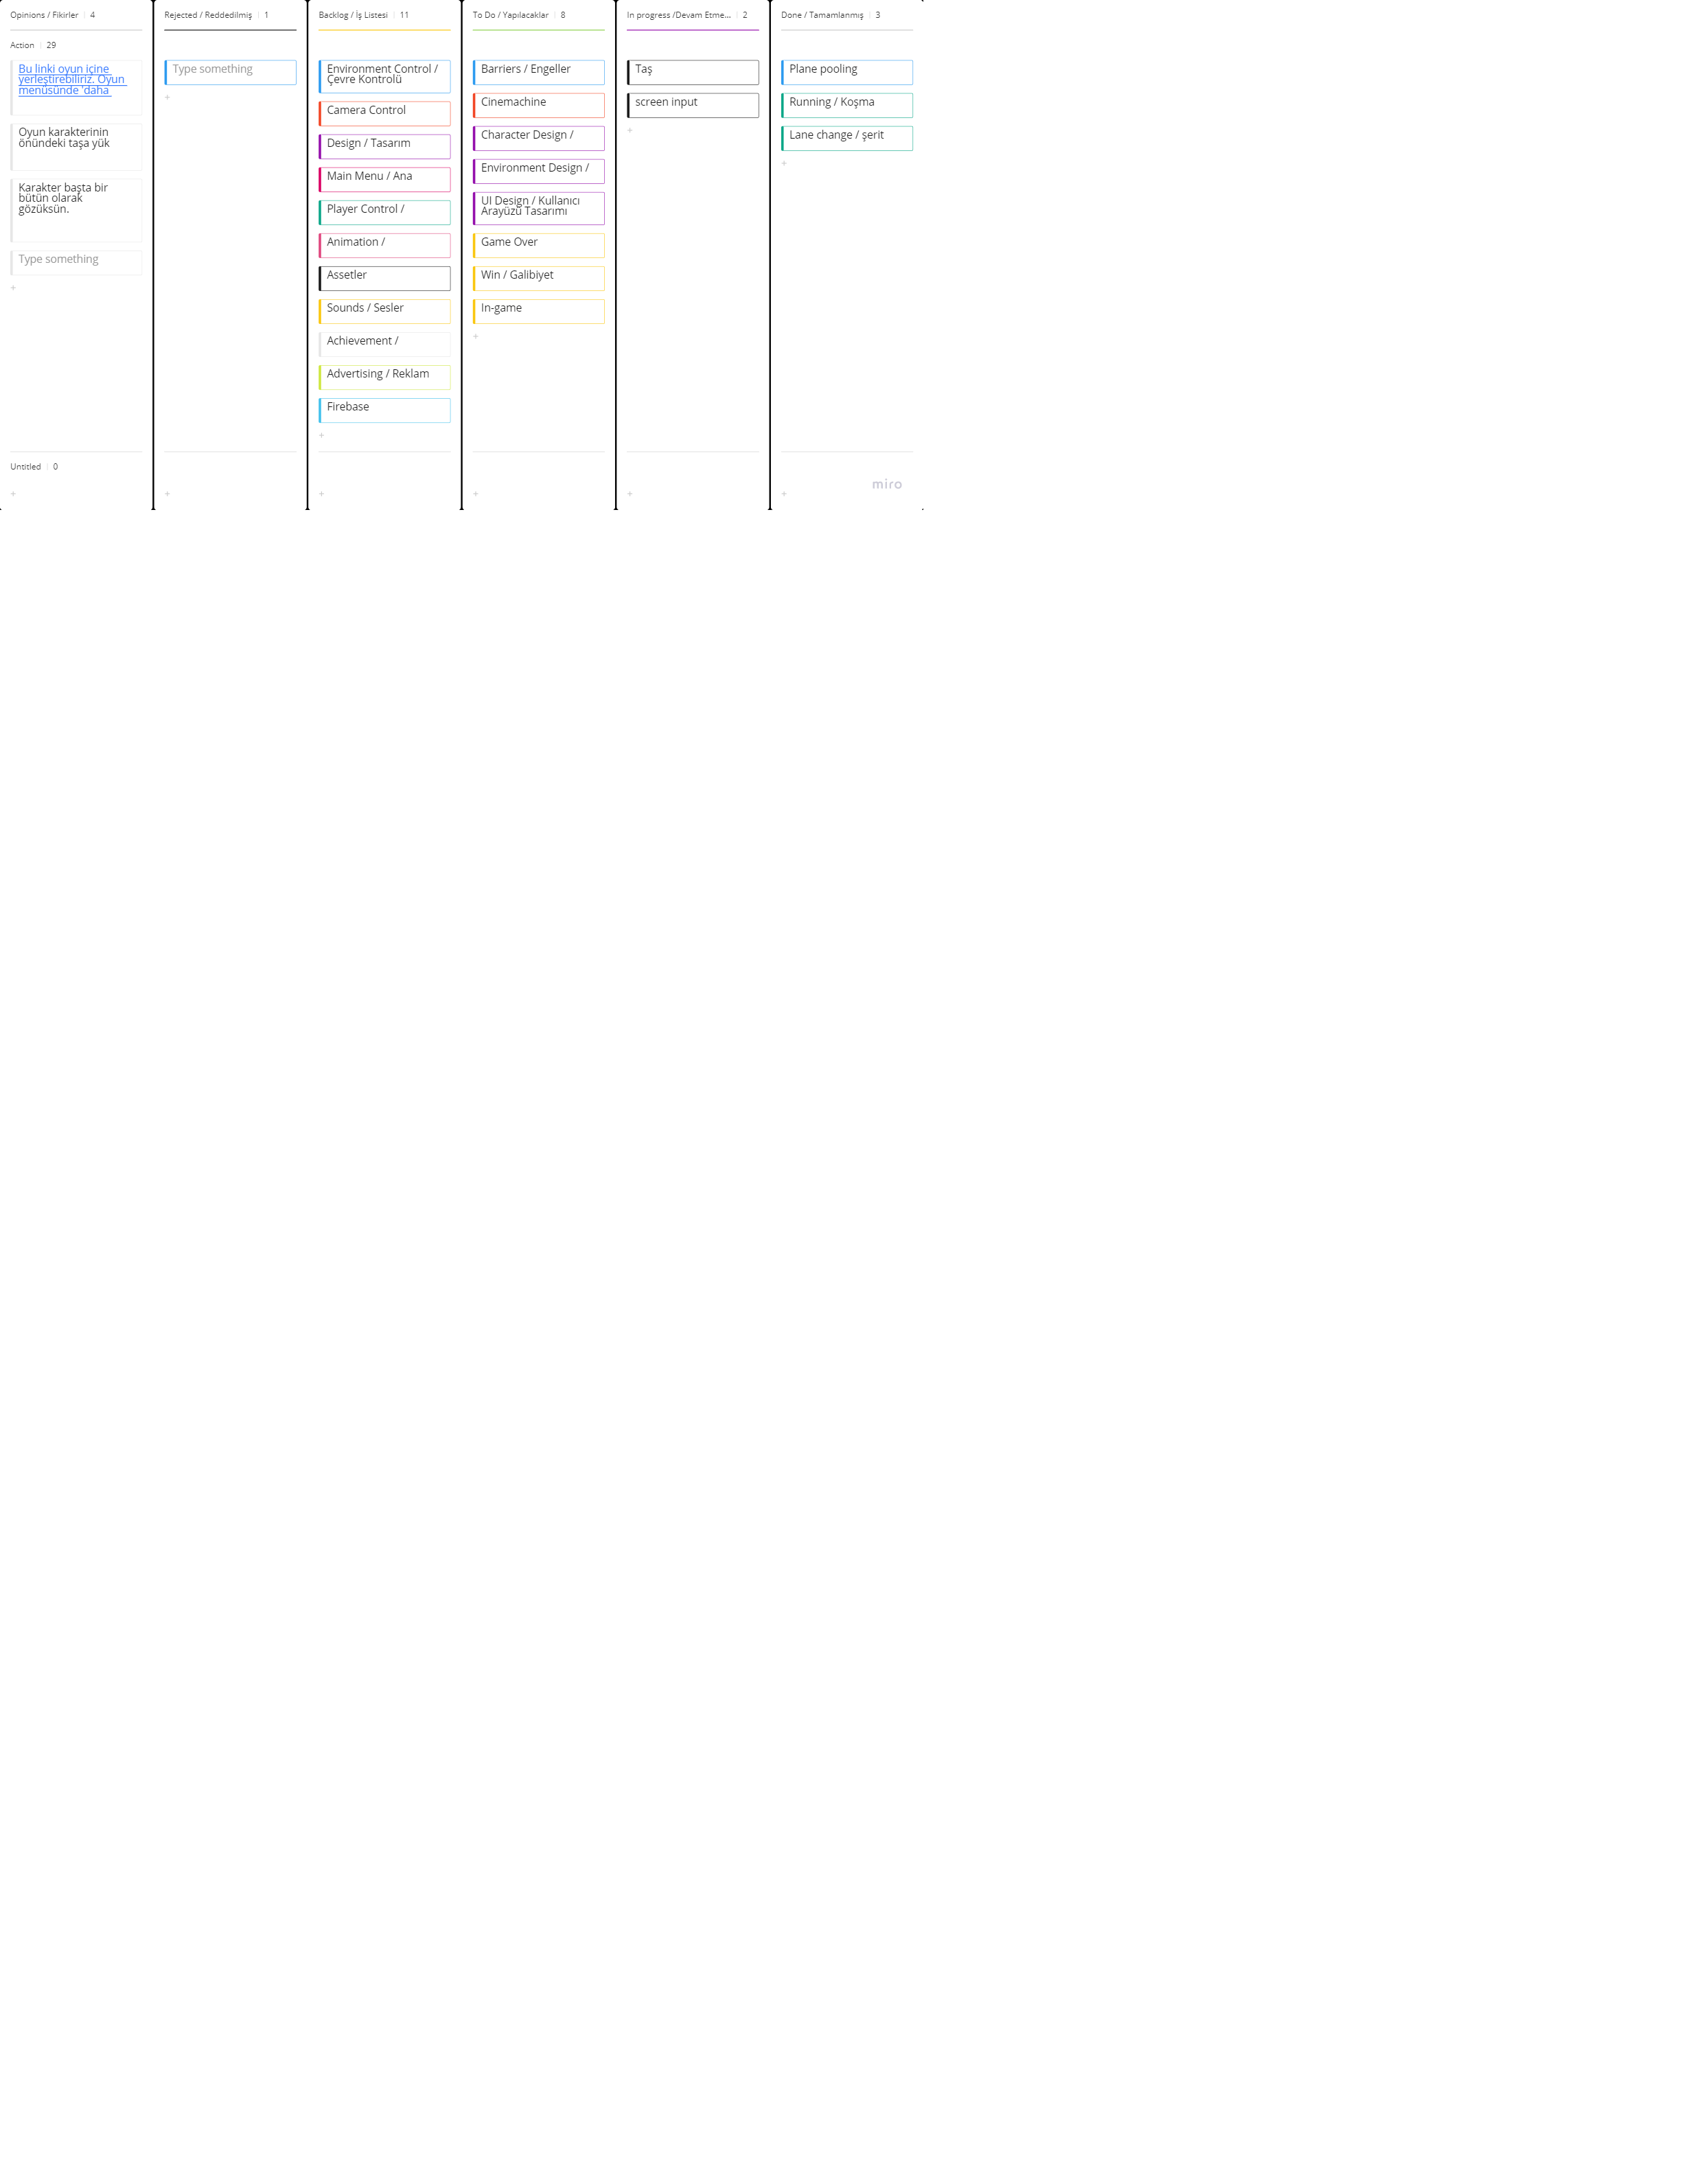 Opinions / Fikirler | 4
Action | 29
Bu linki oyun içine
yerleştirebiliriz. Oyun
menüsünde 'daha
Oyun karakterinin
önündeki taşa yük
Karakter başta bir
bütün olarak
gözüksün.
Type something
+
Untitled | 0
+
Rejected / Reddedilmiş | 1
Type something
+
+
Backlog / İş Listesi | 11
Environment Control /
Çevre Kontrolü
Camera Control
Design / Tasarım
Main Menu / Ana
Player Control /
Animation /
Assetler
Sounds / Sesler
Achievement /
Advertising / Reklam
Firebase
+
+
To Do / Yapılacaklar | 8
Barriers / Engeller
Cinemachine
Character Design /
Environment Design /
UI Design / Kullanıcı
Arayüzü Tasarımı
Game Over
Win / Galibiyet
In-game
+
+
In progress /Devam Etme... | 2
Taş
screen input
+
+
Done / Tamamlanmış | 3
Plane pooling
Running / Koşma
Lane change / şerit
+
+
miro